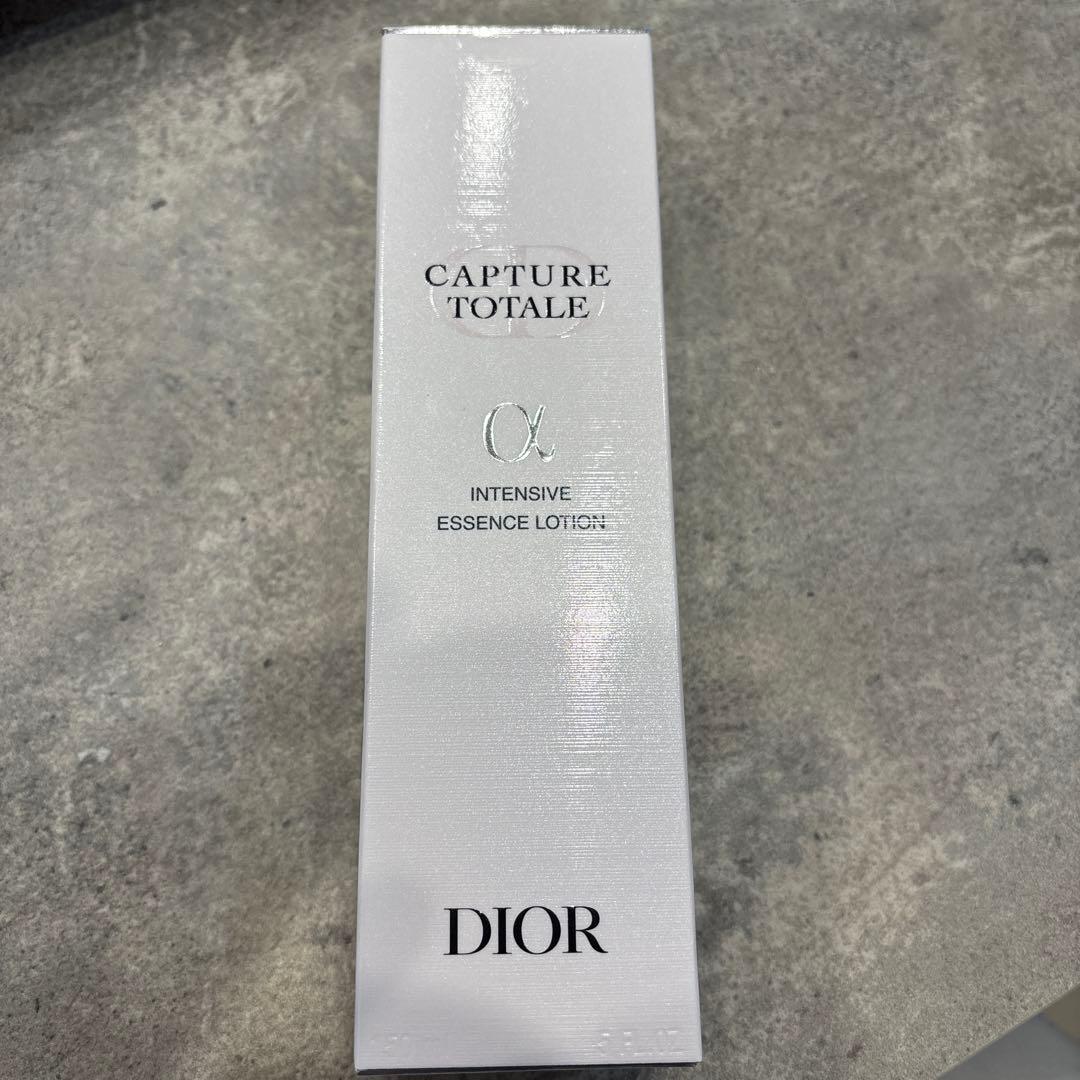 CAPTURE
TOTALE
α
INTENSIVE
ESSENCE LOTION
DIOR